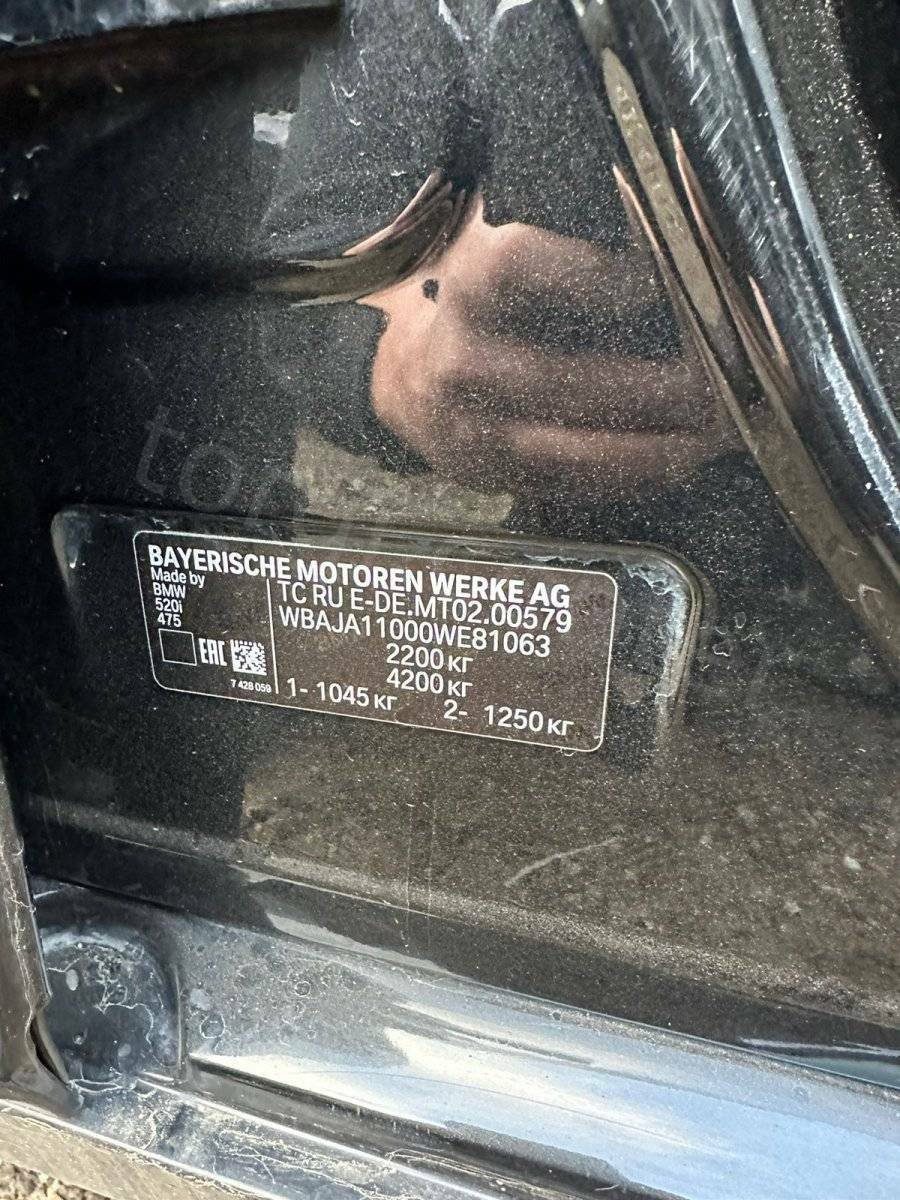 BAYERISCHE MOTOREN WERKE AG
Made by
BMW
520i
475
EAC
7 428 059
TC RU E-DE.MT02.00579
WBAJA11000WE81063
2200 кг
4200 кг
1- 1045 кг 2- 1250 кг